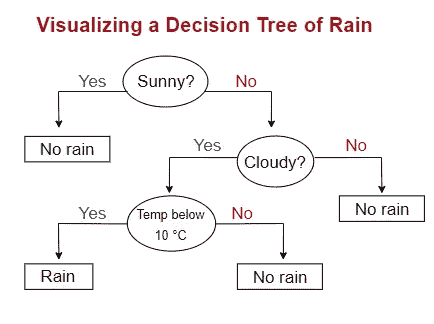 Visualizing a Decision Tree of Rain
Yes
Sunny?
No
No rain
Yes
Cloudy?
No
Yes
Temp below
10 °C
No
No rain
Rain
No rain